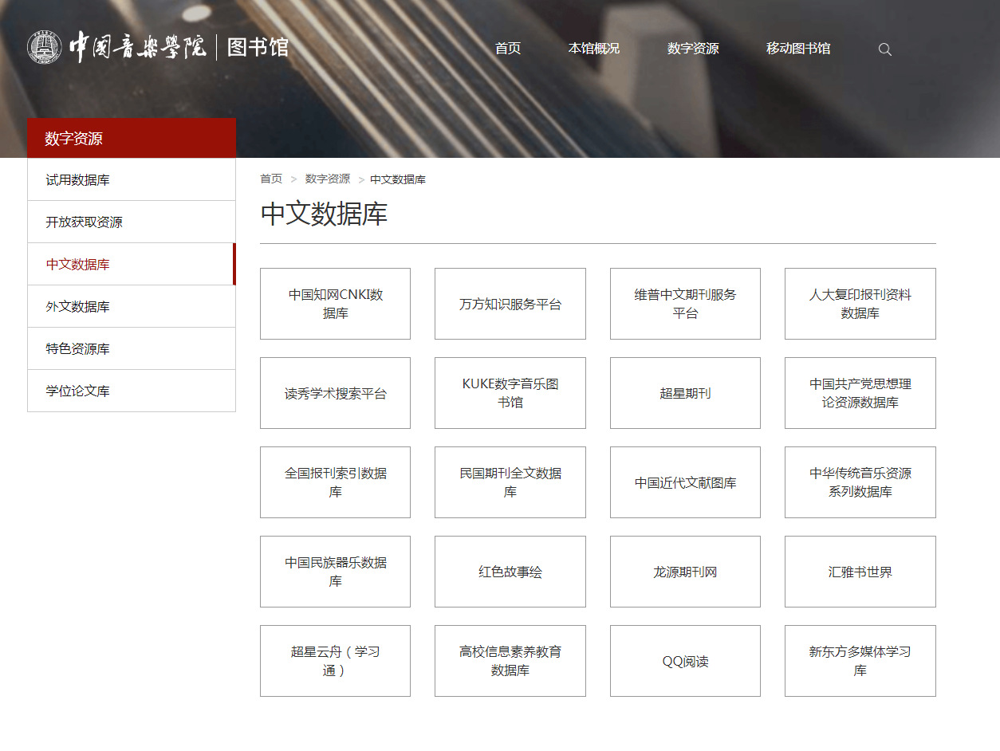 中国音乐学院 图书馆
首页 本馆概况 数字资源 移动图书馆
数字资源
试用数据库
开放获取资源
中文数据库
外文数据库
特色资源库
学位论文库
首页 > 数字资源 > 中文数据库
中文数据库
中国知网CNKI数
据库
万方知识服务平台
维普中文期刊服务
平台
人大复印报刊资料
数据库
读秀学术搜索平台
KUKE数字音乐图
书馆
超星期刊
中国共产党思想理
论资源数据库
全国报刊索引数据
库
民国期刊全文数据
库
中国近代文献图库
中华传统音乐资源
系列数据库
中国民族器乐数据
库
红色故事绘
龙源期刊网
汇雅书世界
超星云舟（学习
通）
高校信息素养教育
数据库
QQ阅读
新东方多媒体学习
库